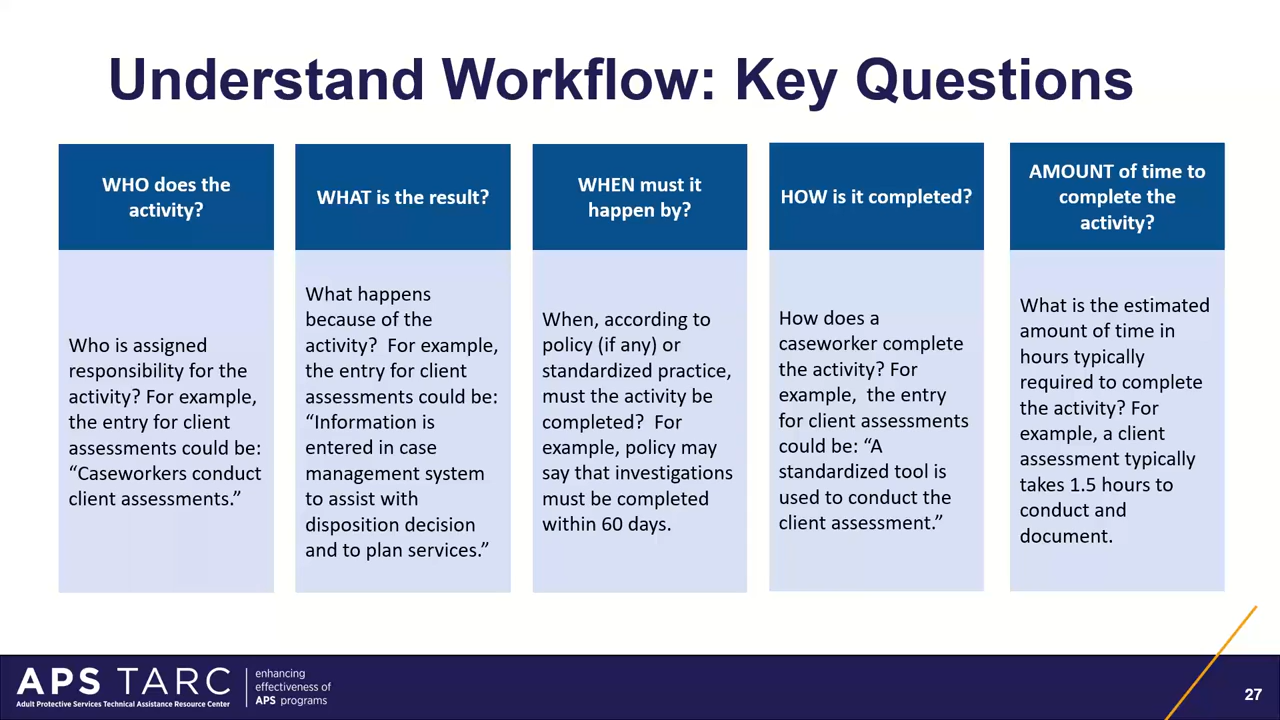 Understand Workflow: Key Questions
WHO does the
activity?
Who is assigned
responsibility for the
activity? For example,
the entry for client
assessments could be:
“Caseworkers conduct
client assessments.”
WHAT is the result?
What happens
because of the
activity?  For example,
the entry for client
assessments could be:
“Information is
entered in case
management system
to assist with
disposition decision
and to plan services.”
WHEN must it
happen by?
When, according to
policy (if any) or
standardized practice,
must the activity be
completed?  For
example, policy may
say that investigations
must be completed
within 60 days.
HOW is it completed?
How does a
caseworker complete
the activity? For
example,  the entry
for client assessments
could be: “A
standardized tool is
used to conduct the
client assessment.”
AMOUNT of time to
complete the
activity?
What is the estimated
amount of time in
hours typically
required to complete
the activity? For
example, a client
assessment typically
takes 1.5 hours to
conduct and
document.
APS TARC
Adult Protective Services Technical Assistance Resource Center
enhancing
effectiveness of
APS programs
27